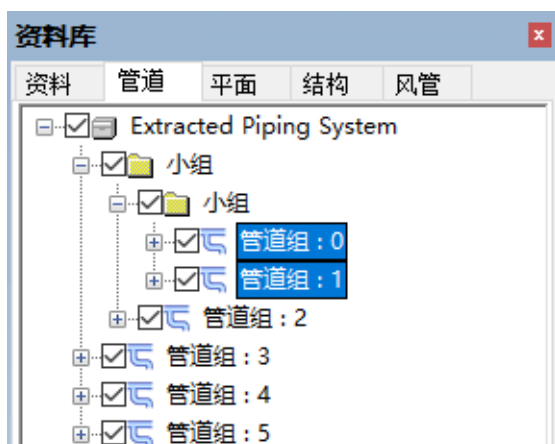 资料库
资料 管道 平面 结构 风管
Extracted Piping System
小组
小组
管道组 : 0
管道组 : 1
管道组 : 2
管道组 : 3
管道组 : 4
管道组 : 5